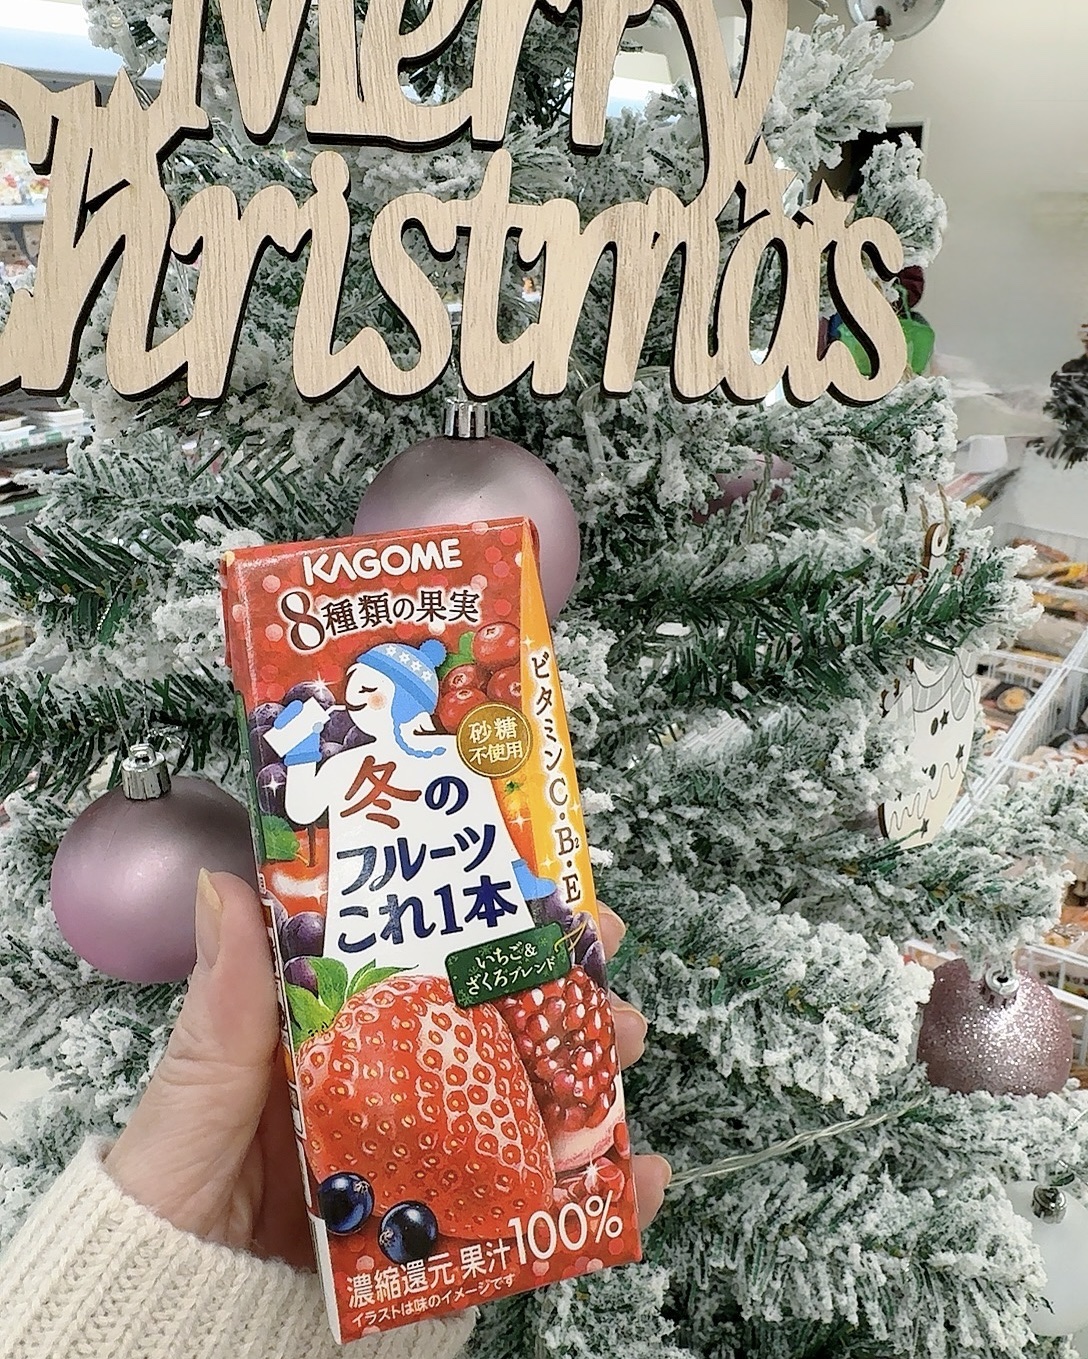 Merry
Christmas
KAGOME
8種類の果実
砂糖
不使用
ビタミンC・B₂・E
冬の
フルーツ
これ1本
いちご&
ざくろブレンド
濃縮還元 果汁100%
イラストは味のイメージです